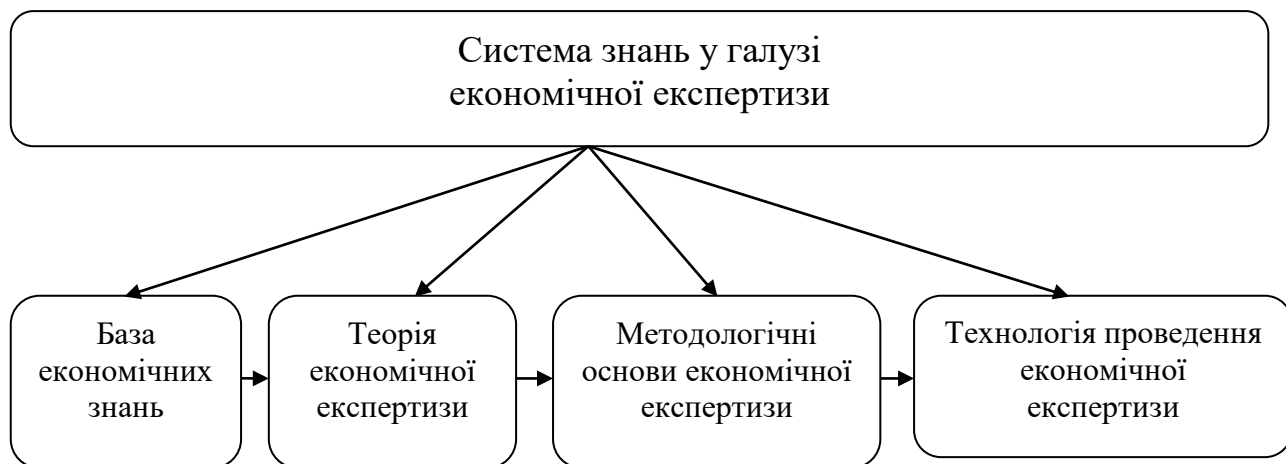 Система знань у галузі
економічної експертизи
База
економічних
знань
Теорія
економічної
експертизи
Методологічні
основи економічної
експертизи
Технологія проведення
економічної
експертизи